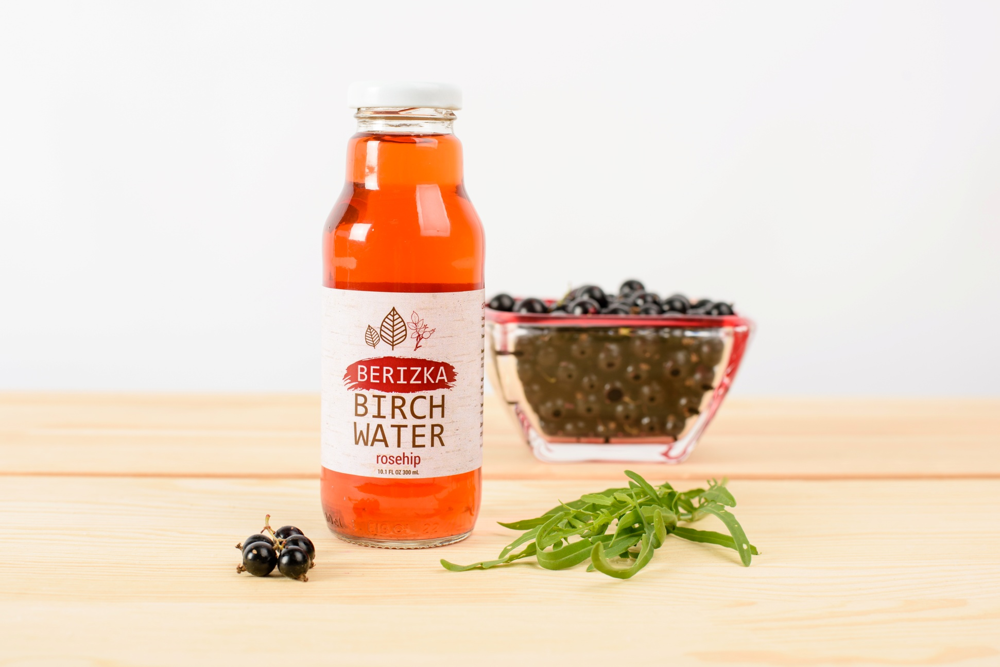 BERIZKA
BIRCH
WATER
rosehip
10.1 FL OZ 300 mL